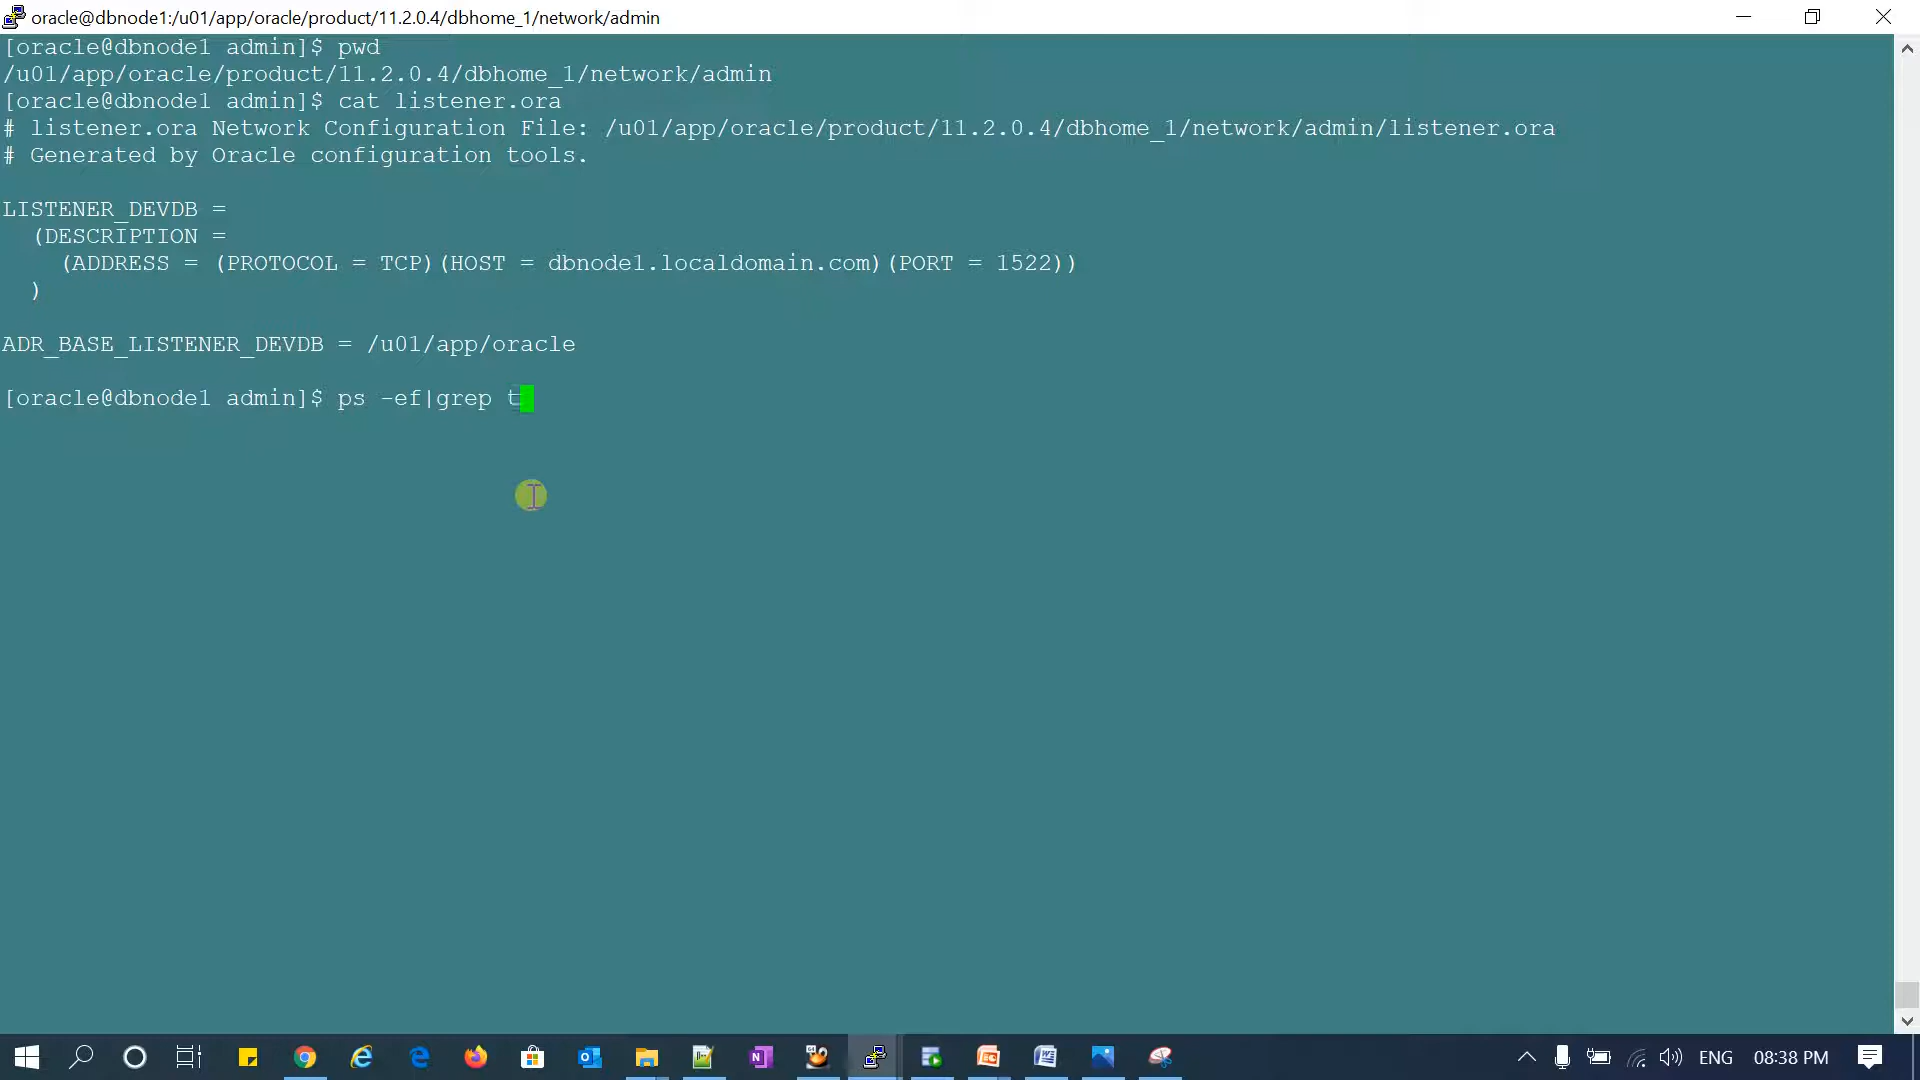 oracle@dbnode1:/u01/app/oracle/product/11.2.0.4/dbhome_1/network/admin
[oracle@dbnode1 admin]$ pwd
/u01/app/oracle/product/11.2.0.4/dbhome_1/network/admin
[oracle@dbnode1 admin]$ cat listener.ora
# listener.ora Network Configuration File: /u01/app/oracle/product/11.2.0.4/dbhome_1/network/admin/listener.ora
# Generated by Oracle configuration tools.
LISTENER_DEVDB =
(DESCRIPTION =
(ADDRESS = (PROTOCOL = TCP)(HOST = dbnode1.localdomain.com)(PORT = 1522))
)
ADR_BASE_LISTENER_DEVDB = /u01/app/oracle
[oracle@dbnode1 admin]$ ps -ef|grep t
ENG 08:38 PM